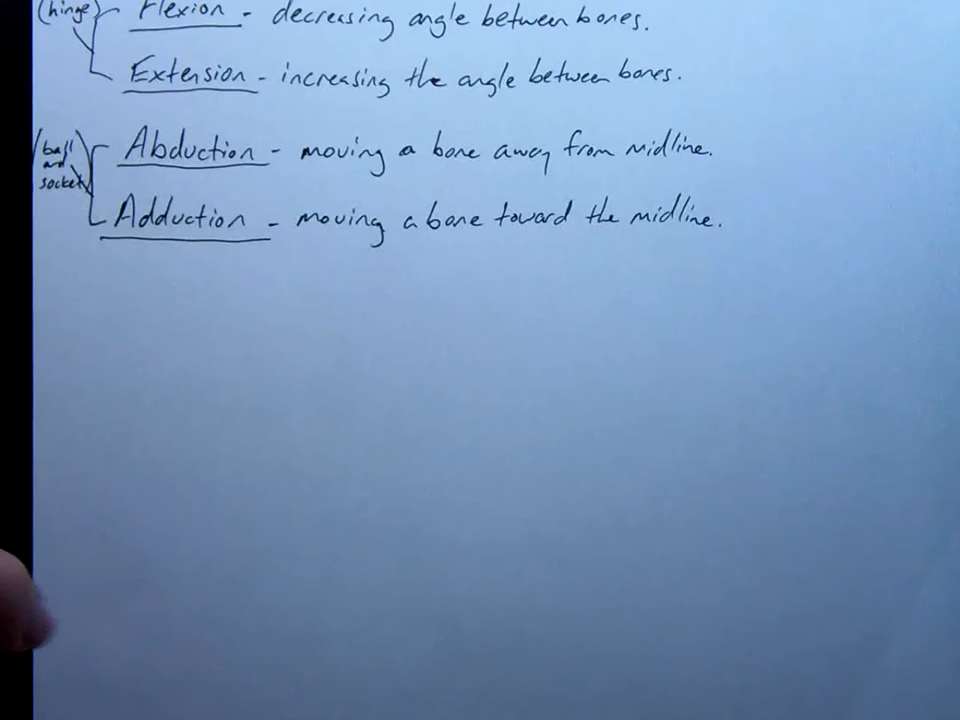 (hinge) Flexion - decreasing angle between bones.
Extension - increasing the angle between bones.
(ball and socket) Abduction - moving a bone away from midline.
Adduction - moving a bone toward the midline.